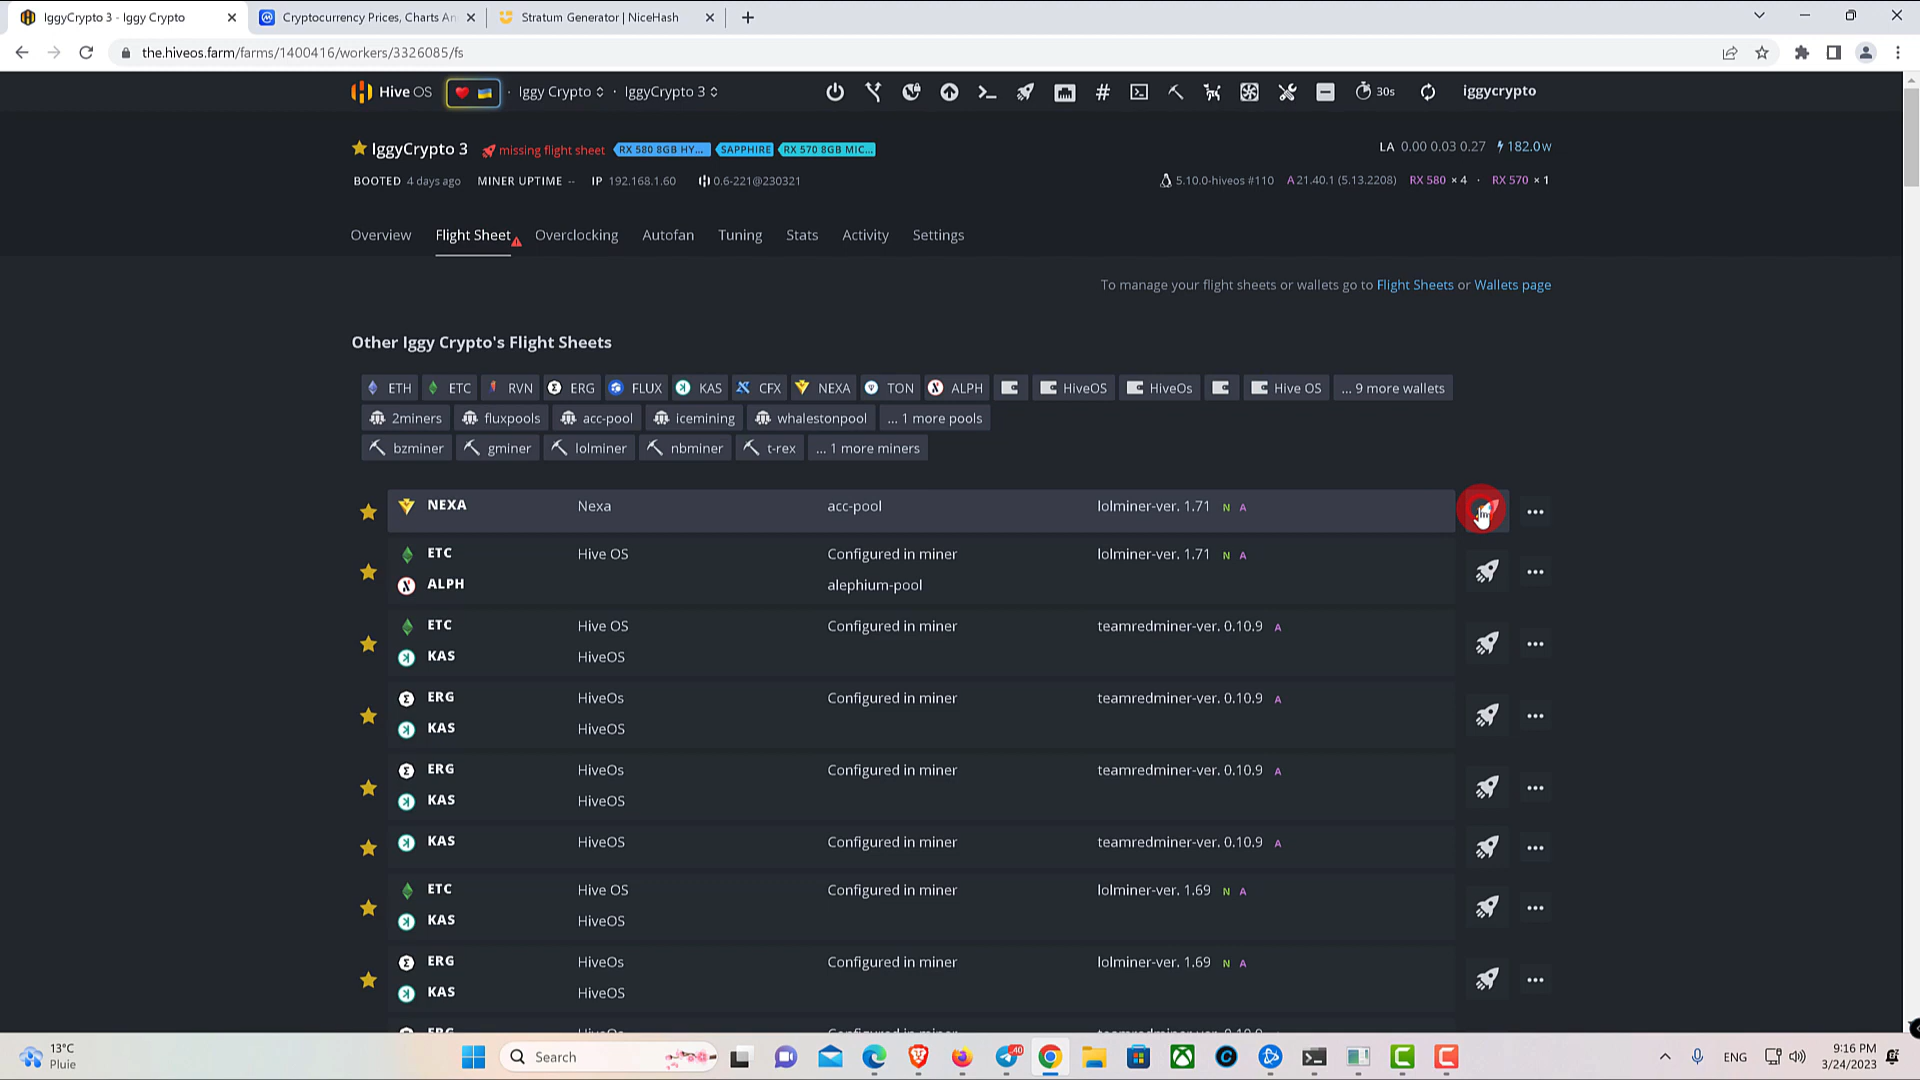 IggyCrypto 3 - Iggy Crypto
Cryptocurrency Prices, Charts An
Stratum Generator | NiceHash
the.hiveos.farm/farms/1400416/workers/3326085/fs
Hive OS · Iggy Crypto · IggyCrypto 3
30s
iggycrypto
IggyCrypto 3 missing flight sheet RX 580 8GB HY... SAPPHIRE RX 570 8GB MIC...
LA 0.00 0.03 0.27 182.0W
BOOTED 4 days ago MINER UPTIME -- IP 192.168.1.60 0.6-221@230321
5.10.0-hiveos #110 A 21.40.1 (5.13.2208) RX 580 × 4 · RX 570 × 1
Overview Flight Sheet Overclocking Autofan Tuning Stats Activity Settings
To manage your flight sheets or wallets go to Flight Sheets or Wallets page
Other Iggy Crypto's Flight Sheets
ETH ETC RVN ERG FLUX KAS CFX NEXA TON ALPH HiveOS HiveOs Hive OS ... 9 more wallets
2miners fluxpools acc-pool icemining whalestonpool ... 1 more pools
bzminer gminer lolminer nbminer t-rex ... 1 more miners
NEXA Nexa acc-pool lolminer-ver. 1.71 N A
ETC Hive OS Configured in miner lolminer-ver. 1.71 N A
ALPH alephium-pool
ETC Hive OS Configured in miner teamredminer-ver. 0.10.9 A
KAS HiveOS
ERG HiveOs Configured in miner teamredminer-ver. 0.10.9 A
KAS HiveOS
ERG HiveOs Configured in miner teamredminer-ver. 0.10.9 A
KAS HiveOS
KAS HiveOS Configured in miner teamredminer-ver. 0.10.9 A
ETC Hive OS Configured in miner lolminer-ver. 1.69 N A
KAS HiveOS
ERG HiveOs Configured in miner lolminer-ver. 1.69 N A
KAS HiveOS
ERG HiveOs Configured in miner teamredminer-ver. 0.10.9 A
13°C
Pluie
Search
40
ENG
9:16 PM
3/24/2023